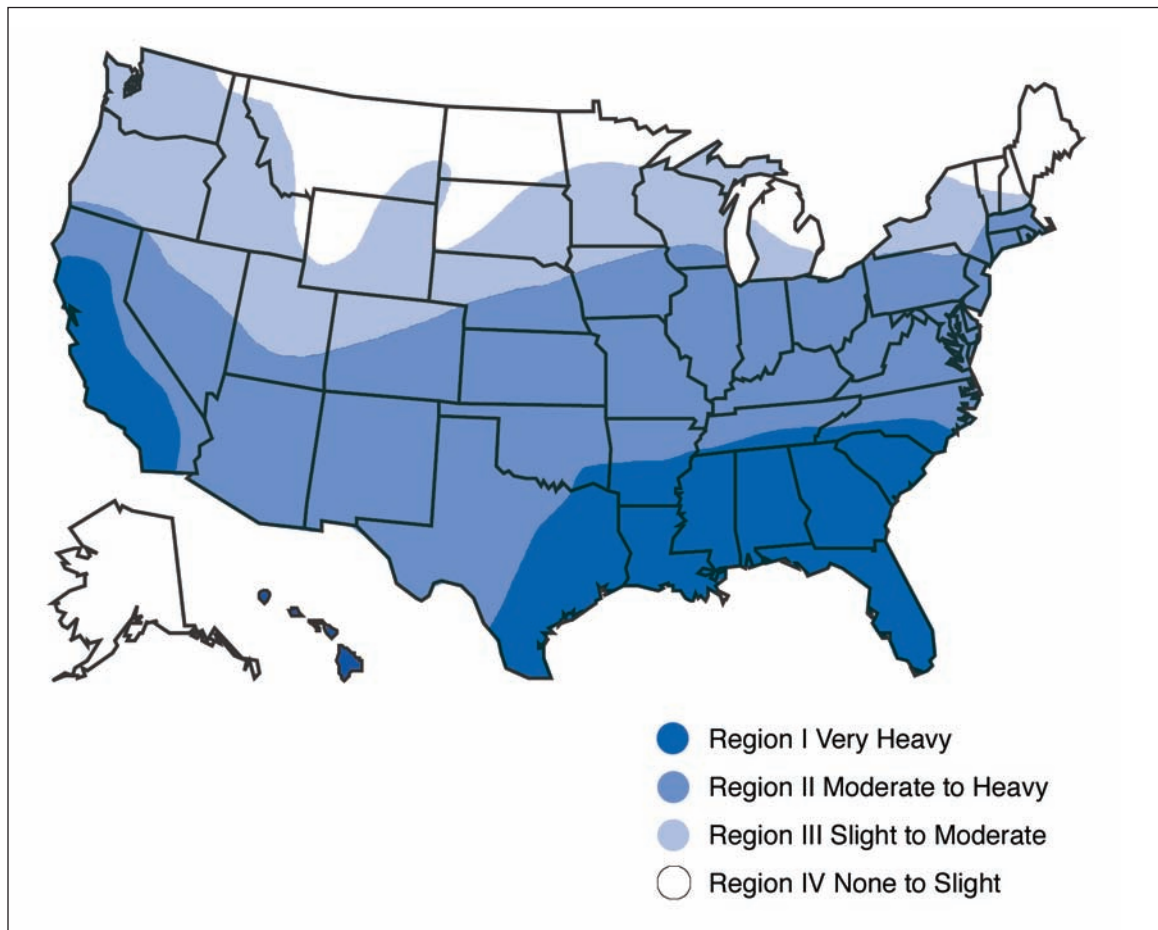 Region I Very Heavy
Region II Moderate to Heavy
Region III Slight to Moderate
Region IV None to Slight